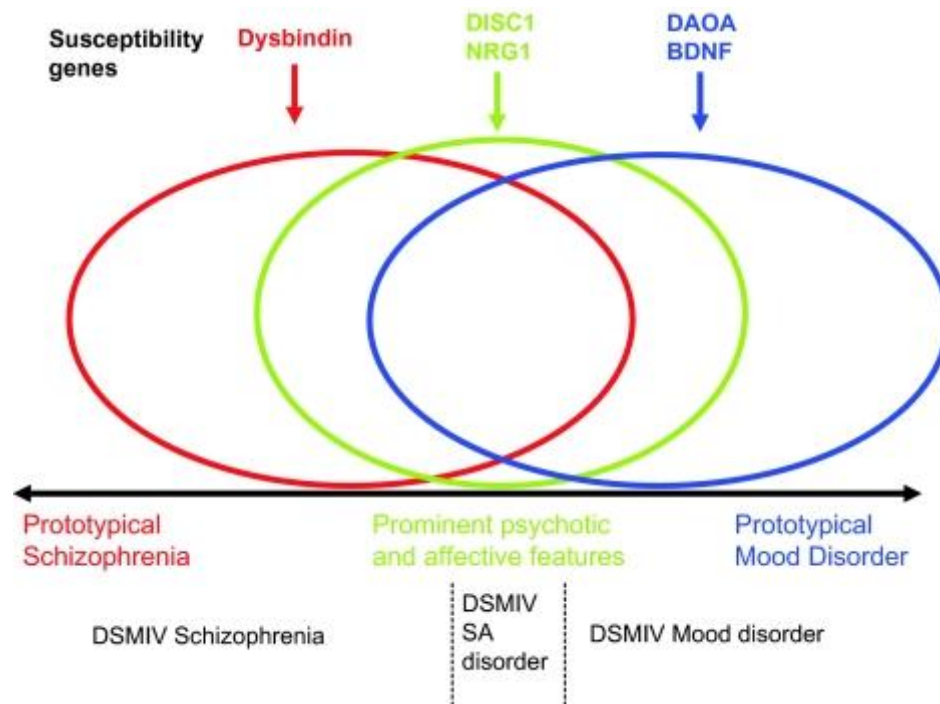 Susceptibility
genes
Dysbindin
DISC1
NRG1
DAOA
BDNF
Prototypical
Schizophrenia
Prominent psychotic
and affective features
Prototypical
Mood Disorder
DSMIV Schizophrenia
DSMIV
SA
disorder
DSMIV Mood disorder